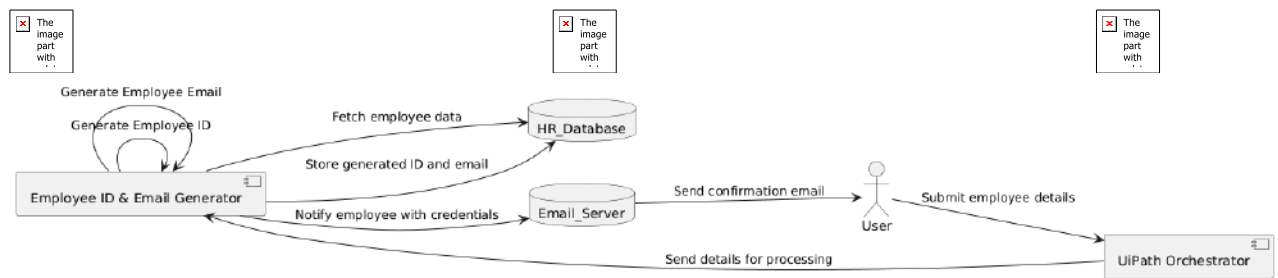 The
image
part
with
The
image
part
with
The
image
part
with
Generate Employee Email
Generate Employee ID
Fetch employee data
HR_Database
Store generated ID and email
Employee ID & Email Generator
Notify employee with credentials
Email_Server
Send confirmation email
User
Submit employee details
Send details for processing
UiPath Orchestrator